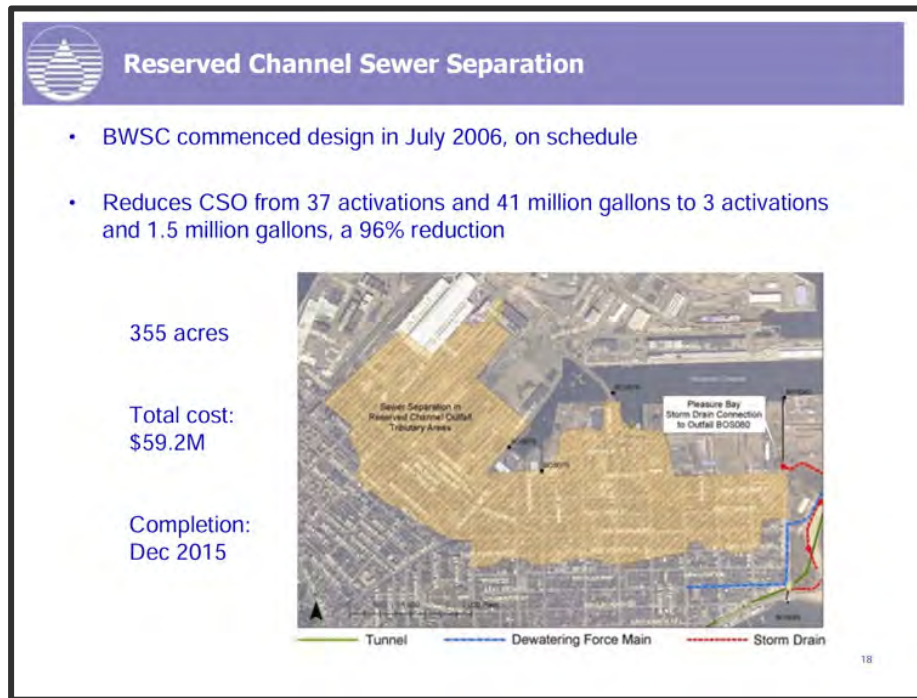 Reserved Channel Sewer Separation
• BWSC commenced design in July 2006, on schedule
• Reduces CSO from 37 activations and 41 million gallons to 3 activations
and 1.5 million gallons, a 96% reduction
355 acres
Total cost:
$59.2M
Completion:
Dec 2015
Sewer Separation in
Reserved Channel Outfall
Tributary Areas
Pleasure Bay
Storm Drain Connection
to Outfall BOS080
Tunnel
Dewatering Force Main
Storm Drain
18